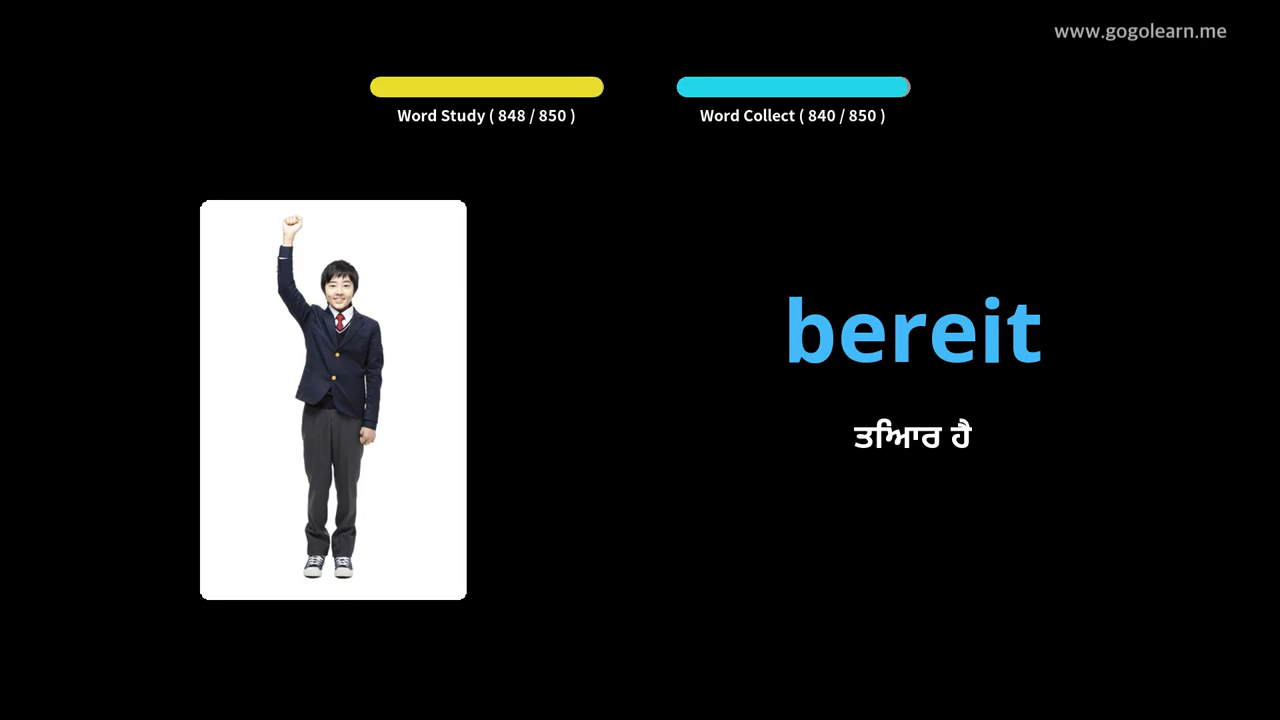 www.gogolearn.me
Word Study ( 848 / 850 )
Word Collect ( 840 / 850 )
bereit
ਤਿਆਰ ਹੈ